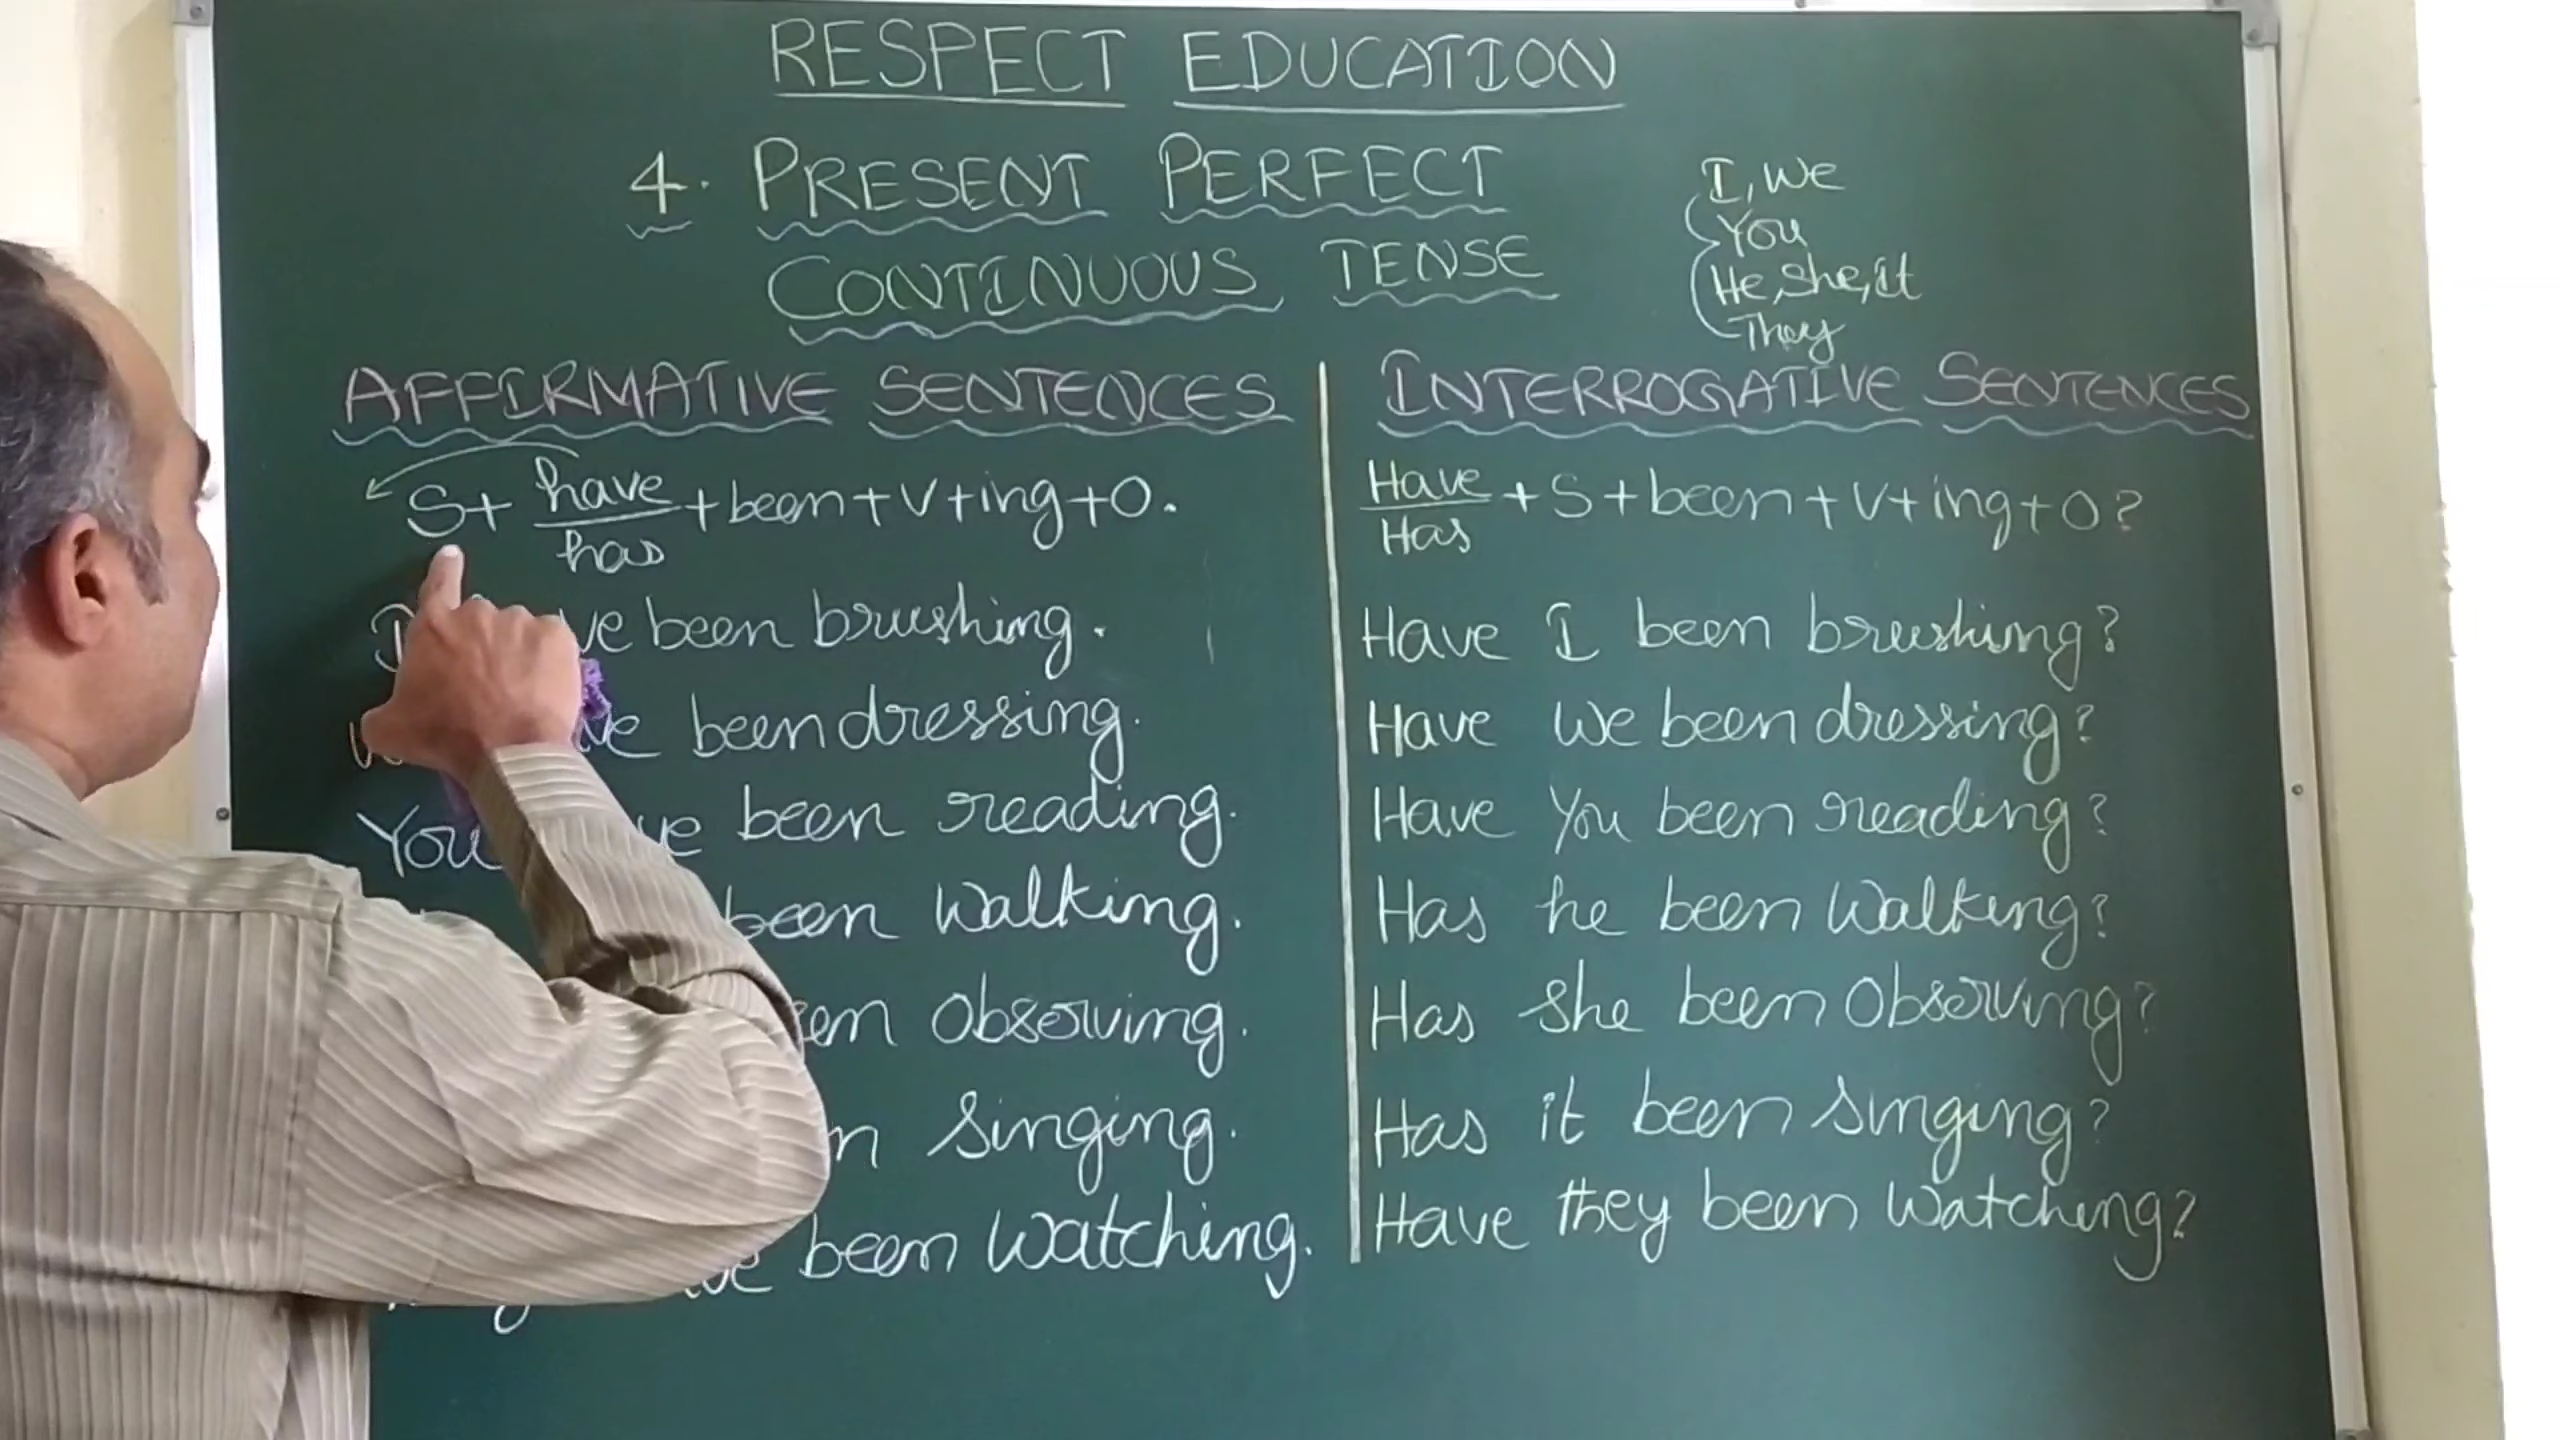 RESPECT EDUCATION
4. PRESENT PERFECT
CONTINUOUS TENSE
I, We
You
He, She, it
They
AFFIRMATIVE SENTENCES
S+ have/has +been+V+ing+O.
I ve been brushing.
ve been dressing.
You ve been reading.
been Walking.
Observing.
Singing.
been Watching.
INTERROGATIVE SENTENCES
Have/Has +S+been+V+ing+O?
Have I been brushing?
Have We been dressing?
Have You been reading?
Has he been Walking?
Has She been Observing?
Has it been Singing?
Have they been Watching?